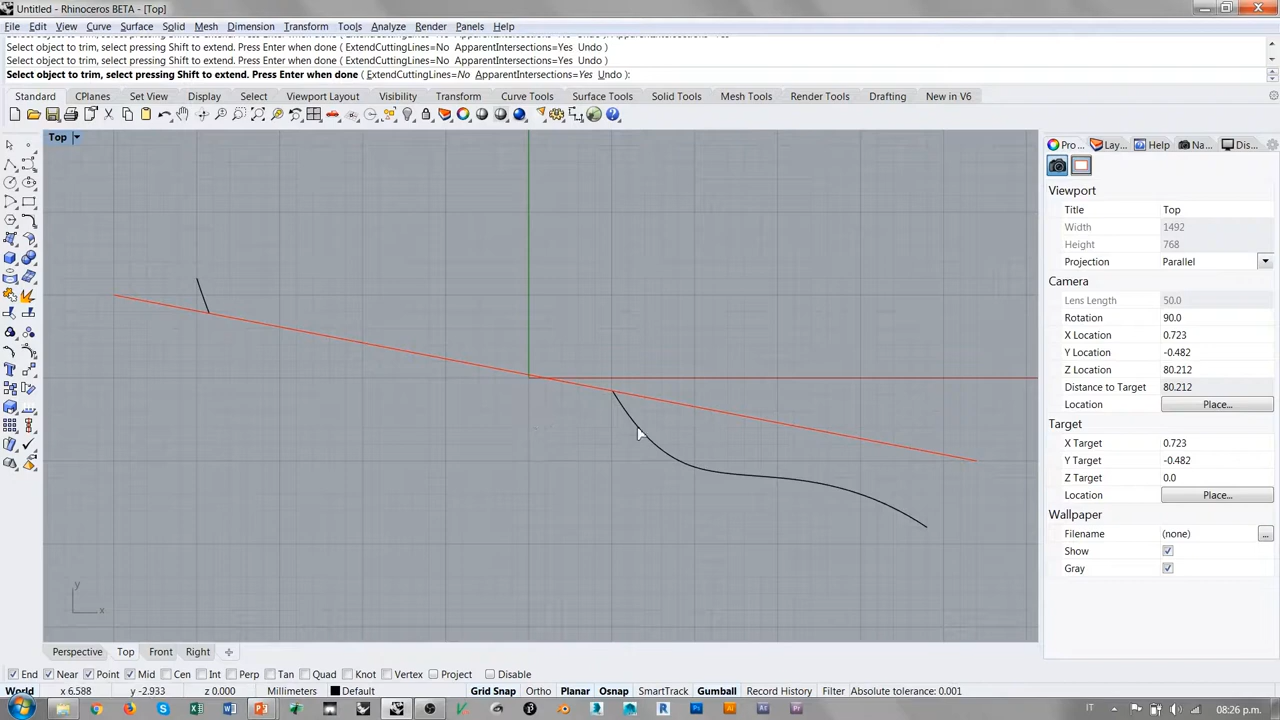 Untitled - Rhinoceros BETA - [Top]
File Edit View Curve Surface Solid Mesh Dimension Transform Tools Analyze Render Panels Help
Select object to trim, select pressing Shift to extend. Press Enter when done ( ExtendCuttingLines=No ApparentIntersections=Yes Undo )
Select object to trim, select pressing Shift to extend. Press Enter when done ( ExtendCuttingLines=No ApparentIntersections=Yes Undo )
Select object to trim, select pressing Shift to extend. Press Enter when done ( ExtendCuttingLines=No ApparentIntersections=Yes Undo ):
Standard CPlanes Set View Display Select Viewport Layout Visibility Transform Curve Tools Surface Tools Solid Tools Mesh Tools Render Tools Drafting New in V6
Top
Pro... Lay... Help Na... Dis...
Viewport
Title Top
Width 1492
Height 768
Projection Parallel
Camera
Lens Length 50.0
Rotation 90.0
X Location 0.723
Y Location -0.482
Z Location 80.212
Distance to Target 80.212
Location Place...
Target
X Target 0.723
Y Target -0.482
Z Target 0.0
Location Place...
Wallpaper
Filename (none) ...
Show
Gray
y
x
Perspective Top Front Right
End Near Point Mid Cen Int Perp Tan Quad Knot Vertex Project Disable
World x 6.588 y -2.933 z 0.000 Millimeters Default Grid Snap Ortho Planar Osnap SmartTrack Gumball Record History Filter Absolute tolerance: 0.001
IT 08:26 p.m.